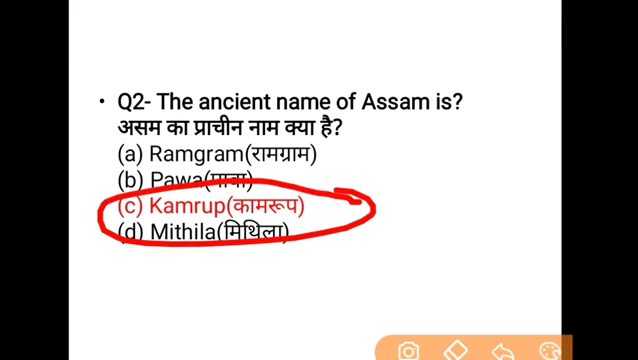 • Q2- The ancient name of Assam is?
असम का प्राचीन नाम क्या है?
(a) Ramgram(रामग्राम)
(b) Pawa(पावा)
(c) Kamrup(कामरूप)
(d) Mithila(मिथिला)